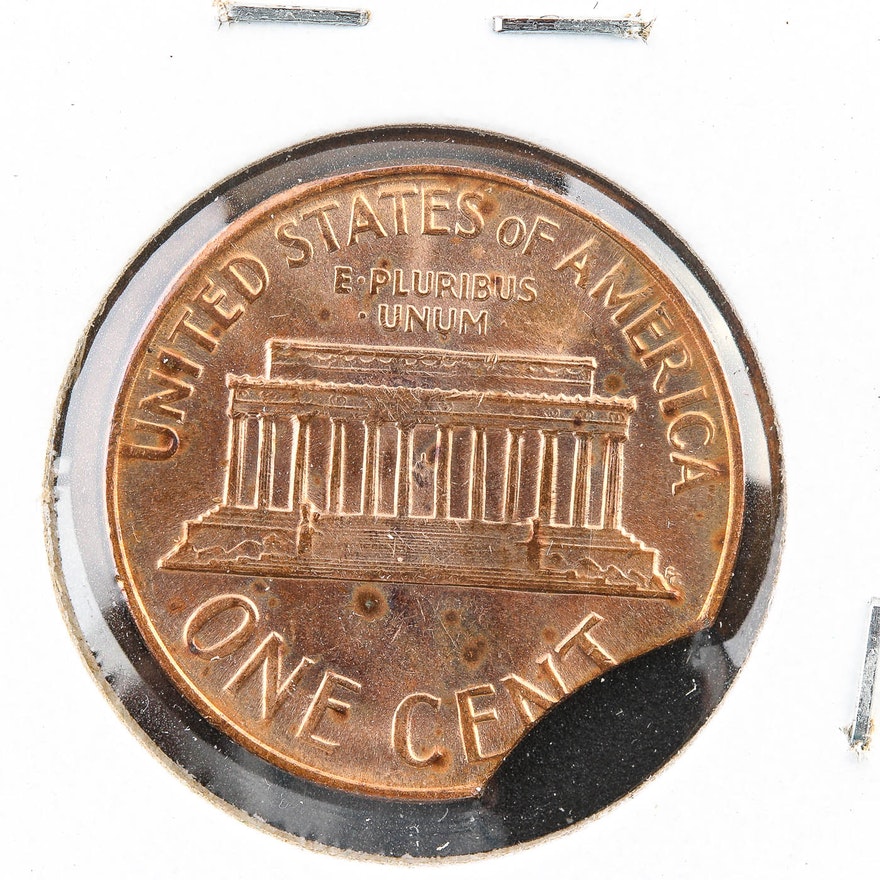 UNITED STATES OF AMERICA
E·PLURIBUS
·UNUM
ONE CENT